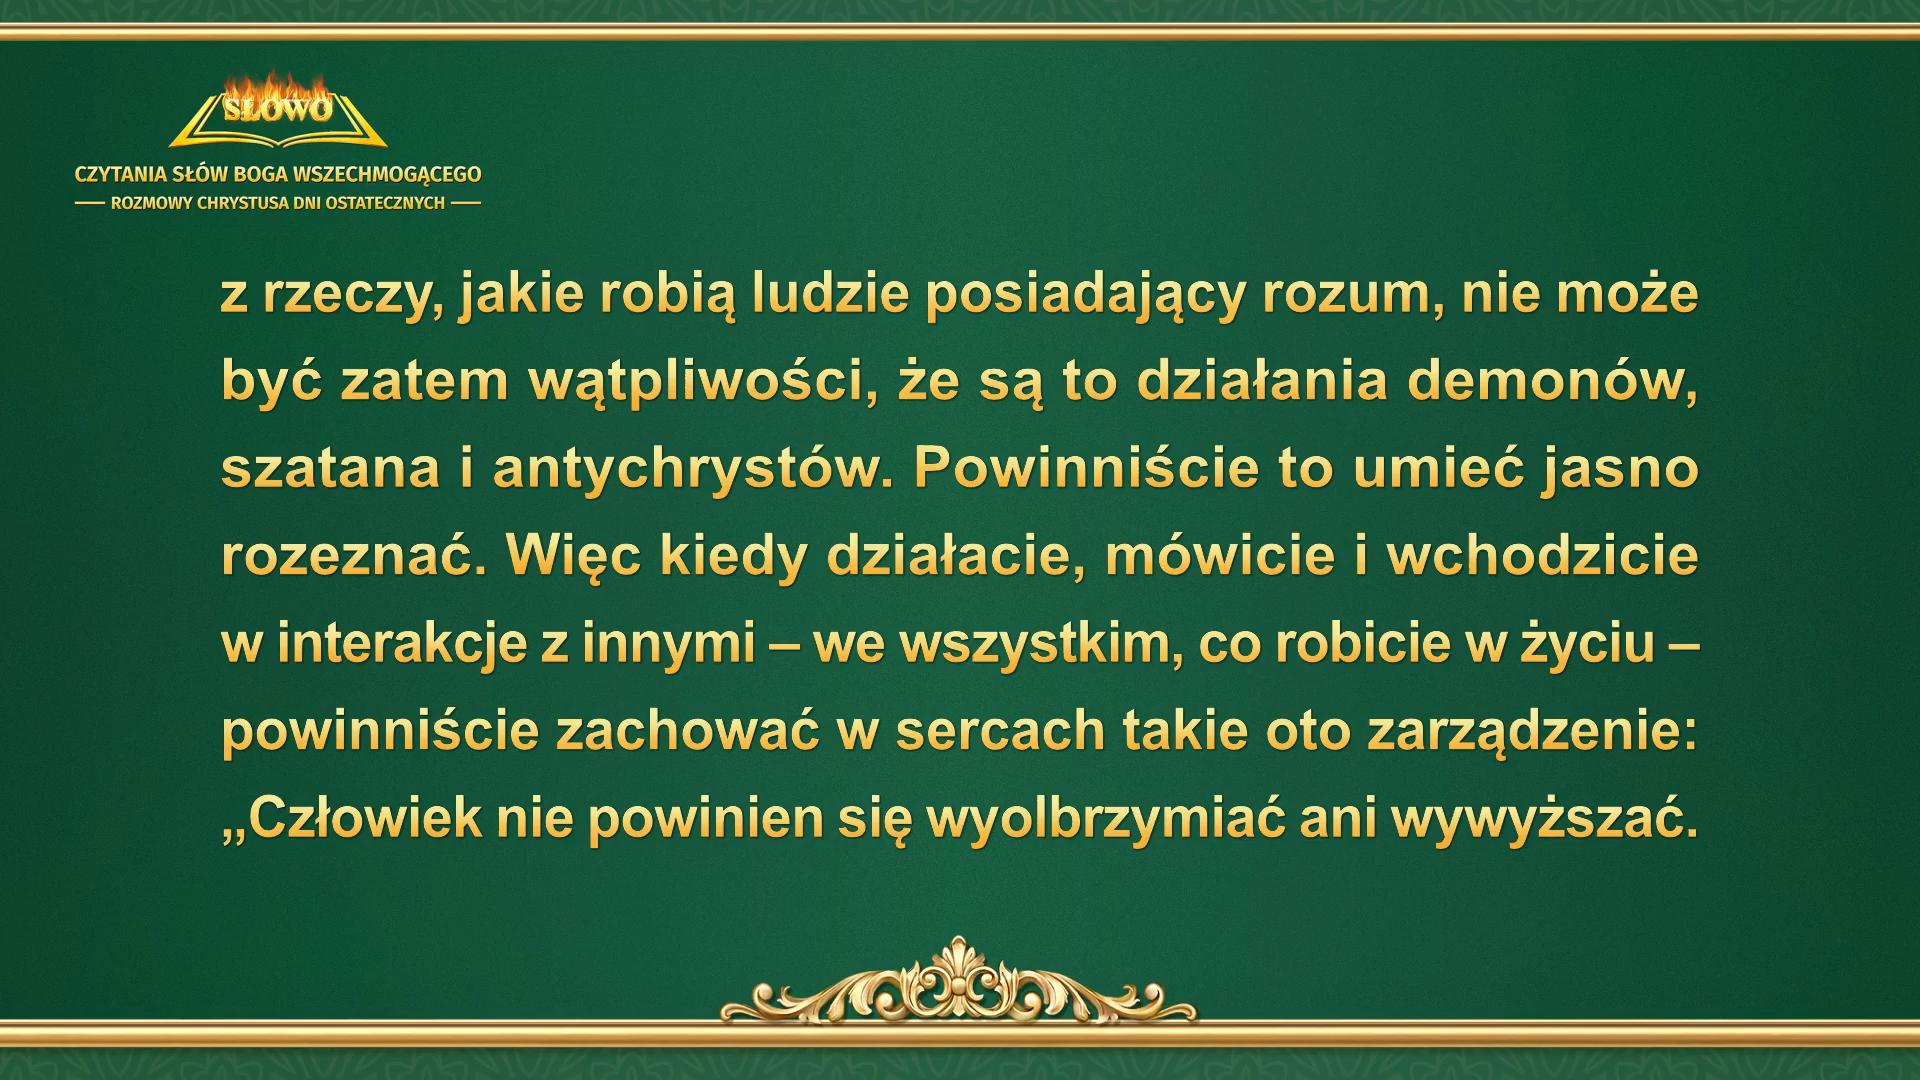 SŁOWO
CZYTANIA SŁÓW BOGA WSZECHMOGĄCEGO
ROZMOWY CHRYSTUSA DNI OSTATECZNYCH
z rzeczy, jakie robią ludzie posiadający rozum, nie może
być zatem wątpliwości, że są to działania demonów,
szatana i antychrystów. Powinniście to umieć jasno
rozeznać. Więc kiedy działacie, mówicie i wchodzicie
w interakcje z innymi – we wszystkim, co robicie w życiu –
powinniście zachować w sercach takie oto zarządzenie:
„Człowiek nie powinien się wyolbrzymiać ani wywyższać.